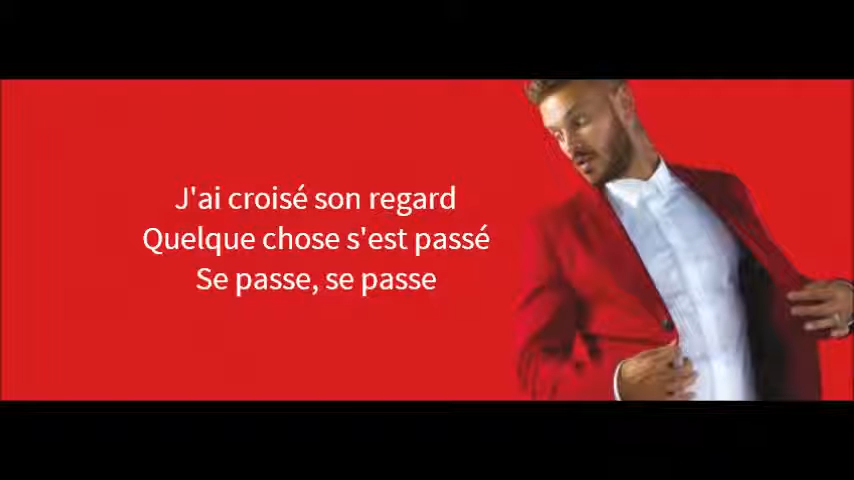 J'ai croisé son regard
Quelque chose s'est passé
Se passe, se passe